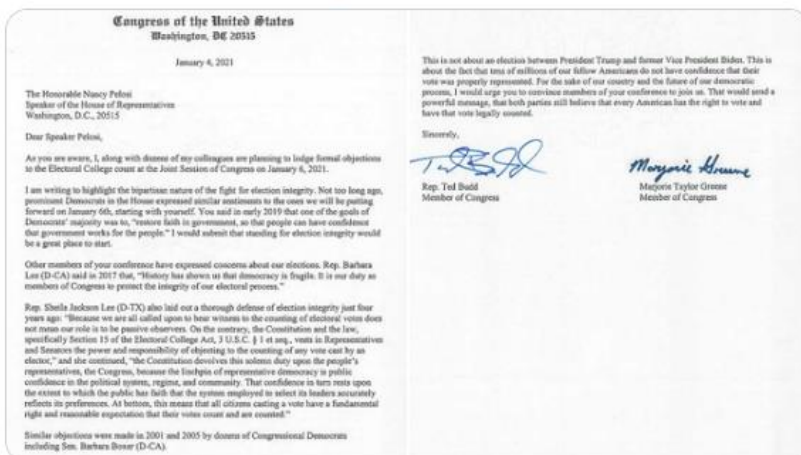 Congress of the United States
Washington, DC 20515
January 4, 2021
The Honorable Nancy Pelosi
Speaker of the House of Representatives
Washington, D.C., 20515
Dear Speaker Pelosi,
As you are aware, I, along with dozens of my colleagues are planning to lodge formal objections
to the Electoral College count at the Joint Session of Congress on January 6, 2021.
I am writing to highlight the bipartisan nature of the fight for election integrity. Not too long ago,
prominent Democrats in the House expressed similar sentiments to the ones we will be putting
forward on January 6th, starting with yourself. You said in early 2019 that one of the goals of
Democrats' majority was to, "restore faith in government, so that people can have confidence
that government works for the people." I would submit that standing for election integrity would
be a great place to start.
Other members of your conference have expressed concerns about our elections. Rep. Barbara
Lee (D-CA) said in 2017 that, "History has shown us that democracy is fragile. It is our duty as
members of Congress to protect the integrity of our electoral process."
Rep. Sheila Jackson Lee (D-TX) also laid out a thorough defense of election integrity just four
years ago: "Because we are all called upon to bear witness to the counting of electoral votes does
not mean our role is to be passive observers. On the contrary, the Constitution and the law,
specifically Section 15 of the Electoral College Act, 3 U.S.C. § 1 et seq., vests in Representatives
and Senators the power and responsibility of objecting to the counting of any vote cast by an
elector," and she continued, "the Constitution devolves this solemn duty upon the people's
representatives, the Congress, because the linchpin of representative democracy is public
confidence in the political system, regime, and community. That confidence in turn rests upon
the extent to which the public has faith that the system employed to select its leaders accurately
reflects its preferences. At bottom, this means that all citizens casting a vote have a fundamental
right and reasonable expectation that their votes count and are counted."
Similar objections were made in 2001 and 2005 by dozens of Congressional Democrats
including Sen. Barbara Boxer (D-CA).
This is not about an election between President Trump and former Vice President Biden. This is
about the fact that tens of millions of our fellow Americans do not have confidence that their
vote was properly represented. For the sake of our country and the future of our democratic
process, I would urge you to convince members of your conference to join us. That would send a
powerful message, that both parties still believe that every American has the right to vote and
have that vote legally counted.
Sincerely,
Ted Budd
Marjorie Greene
Rep. Ted Budd
Member of Congress
Marjorie Taylor Greene
Member of Congress